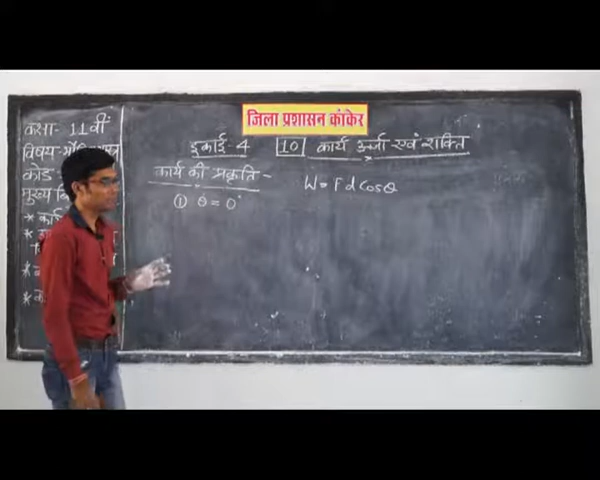 जिला प्रशासन कांकेर
कक्षा- 11वीं
विषय-
कोड
मुख्य
इकाई-4 10 कार्य ऊर्जा एवं शक्ति
कार्य की प्रकृति-
W = Fd cosθ
① θ = 0°